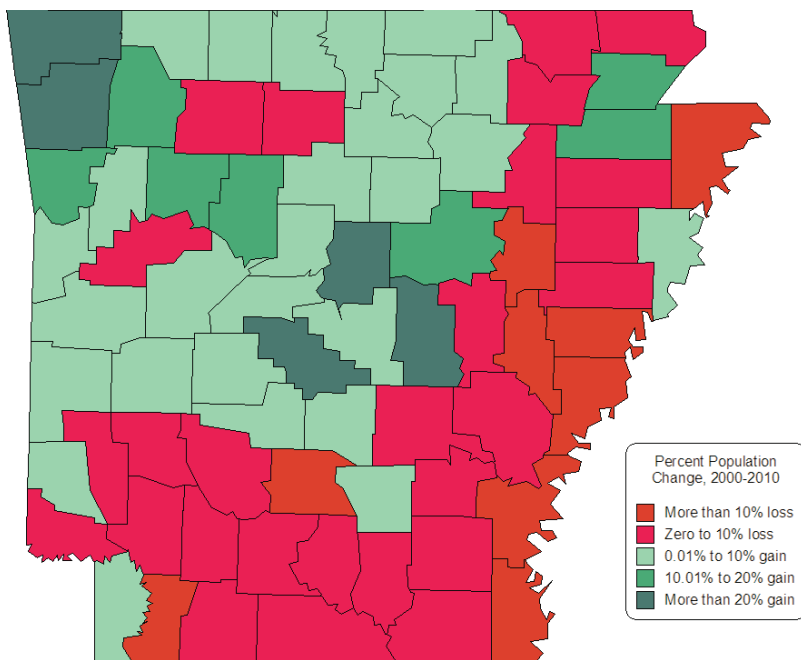 Percent Population
Change, 2000-2010
More than 10% loss
Zero to 10% loss
0.01% to 10% gain
10.01% to 20% gain
More than 20% gain